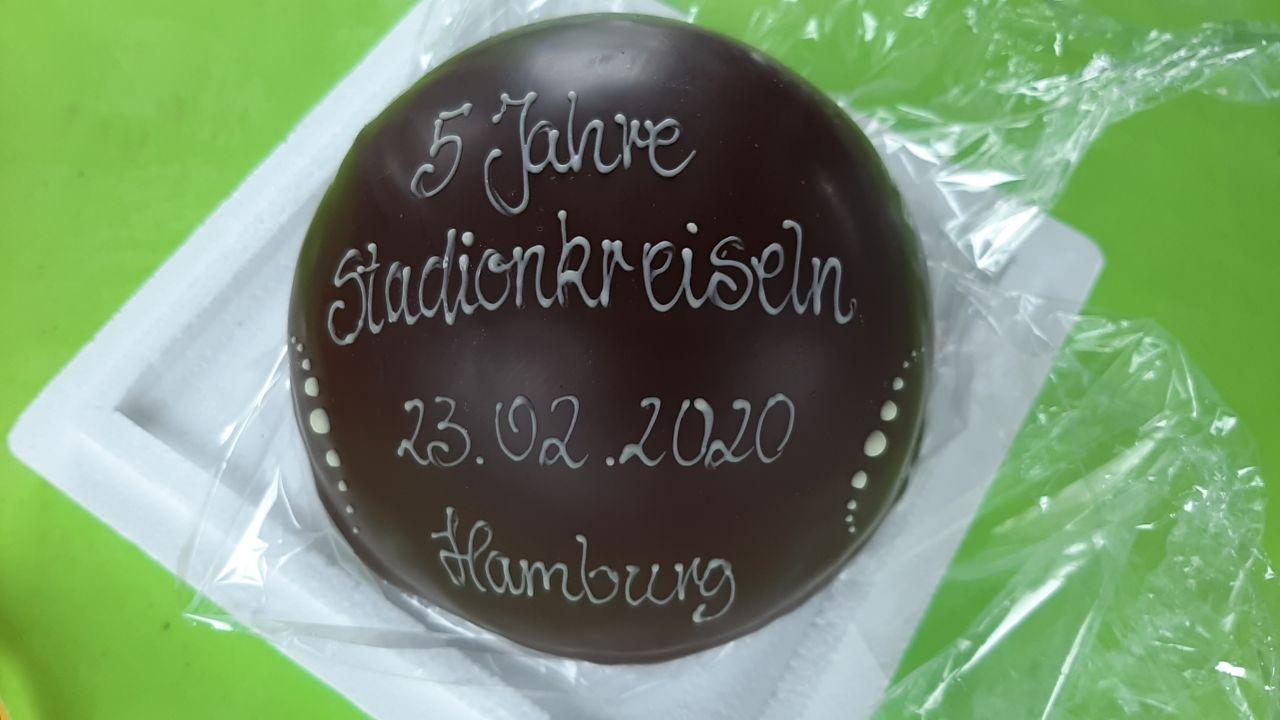 5 Jahre
Stadionkreiseln
23.02.2020
Hamburg